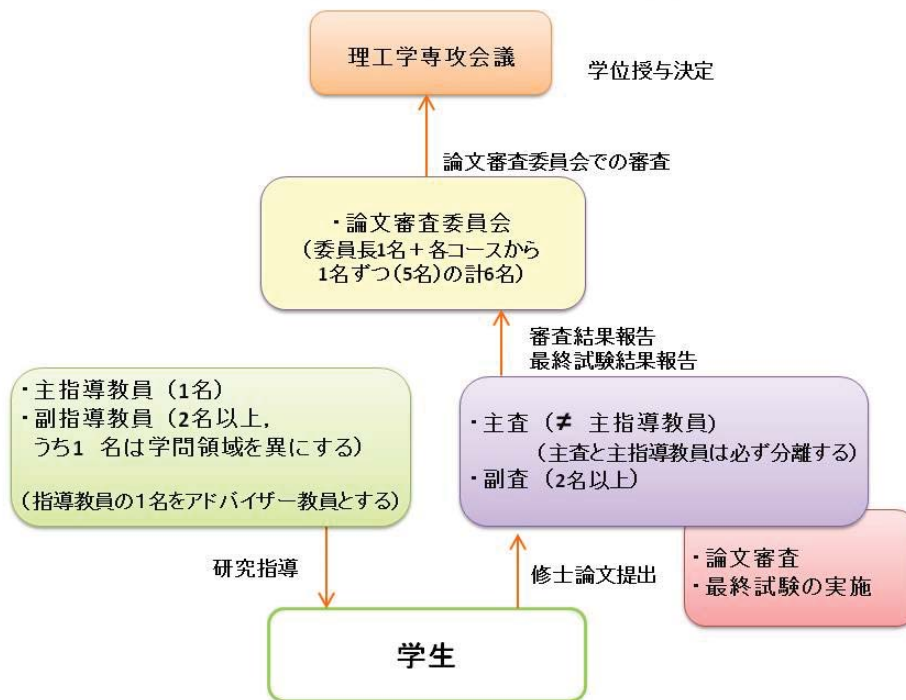 理工学専攻会議
学位授与決定
論文審査委員会での審査
・論文審査委員会
(委員長1名+各コースから
1名ずつ(5名)の計6名)
審査結果報告
最終試験結果報告
・主指導教員(1名)
・副指導教員(2名以上,
うち1 名は学問領域を異にする)
(指導教員の1名をアドバイザー教員とする)
・主査(≠ 主指導教員)
(主査と主指導教員は必ず分離する)
・副査(2名以上)
・論文審査
・最終試験の実施
研究指導
修士論文提出
学生